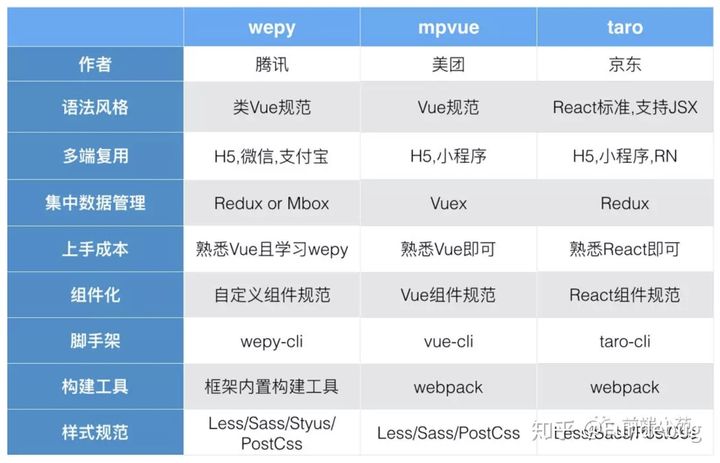 wepy mpvue taro
作者 腾讯 美团 京东
语法风格 类Vue规范 Vue规范 React标准,支持JSX
多端复用 H5,微信,支付宝 H5,小程序 H5,小程序,RN
集中数据管理 Redux or Mbox Vuex Redux
上手成本 熟悉Vue且学习wepy 熟悉Vue即可 熟悉React即可
组件化 自定义组件规范 Vue组件规范 React组件规范
脚手架 wepy-cli vue-cli taro-cli
构建工具 框架内置构建工具 webpack webpack
样式规范 Less/Sass/Styus/
PostCss Less/Sass/PostCss Less/Sass/PostCss
知乎